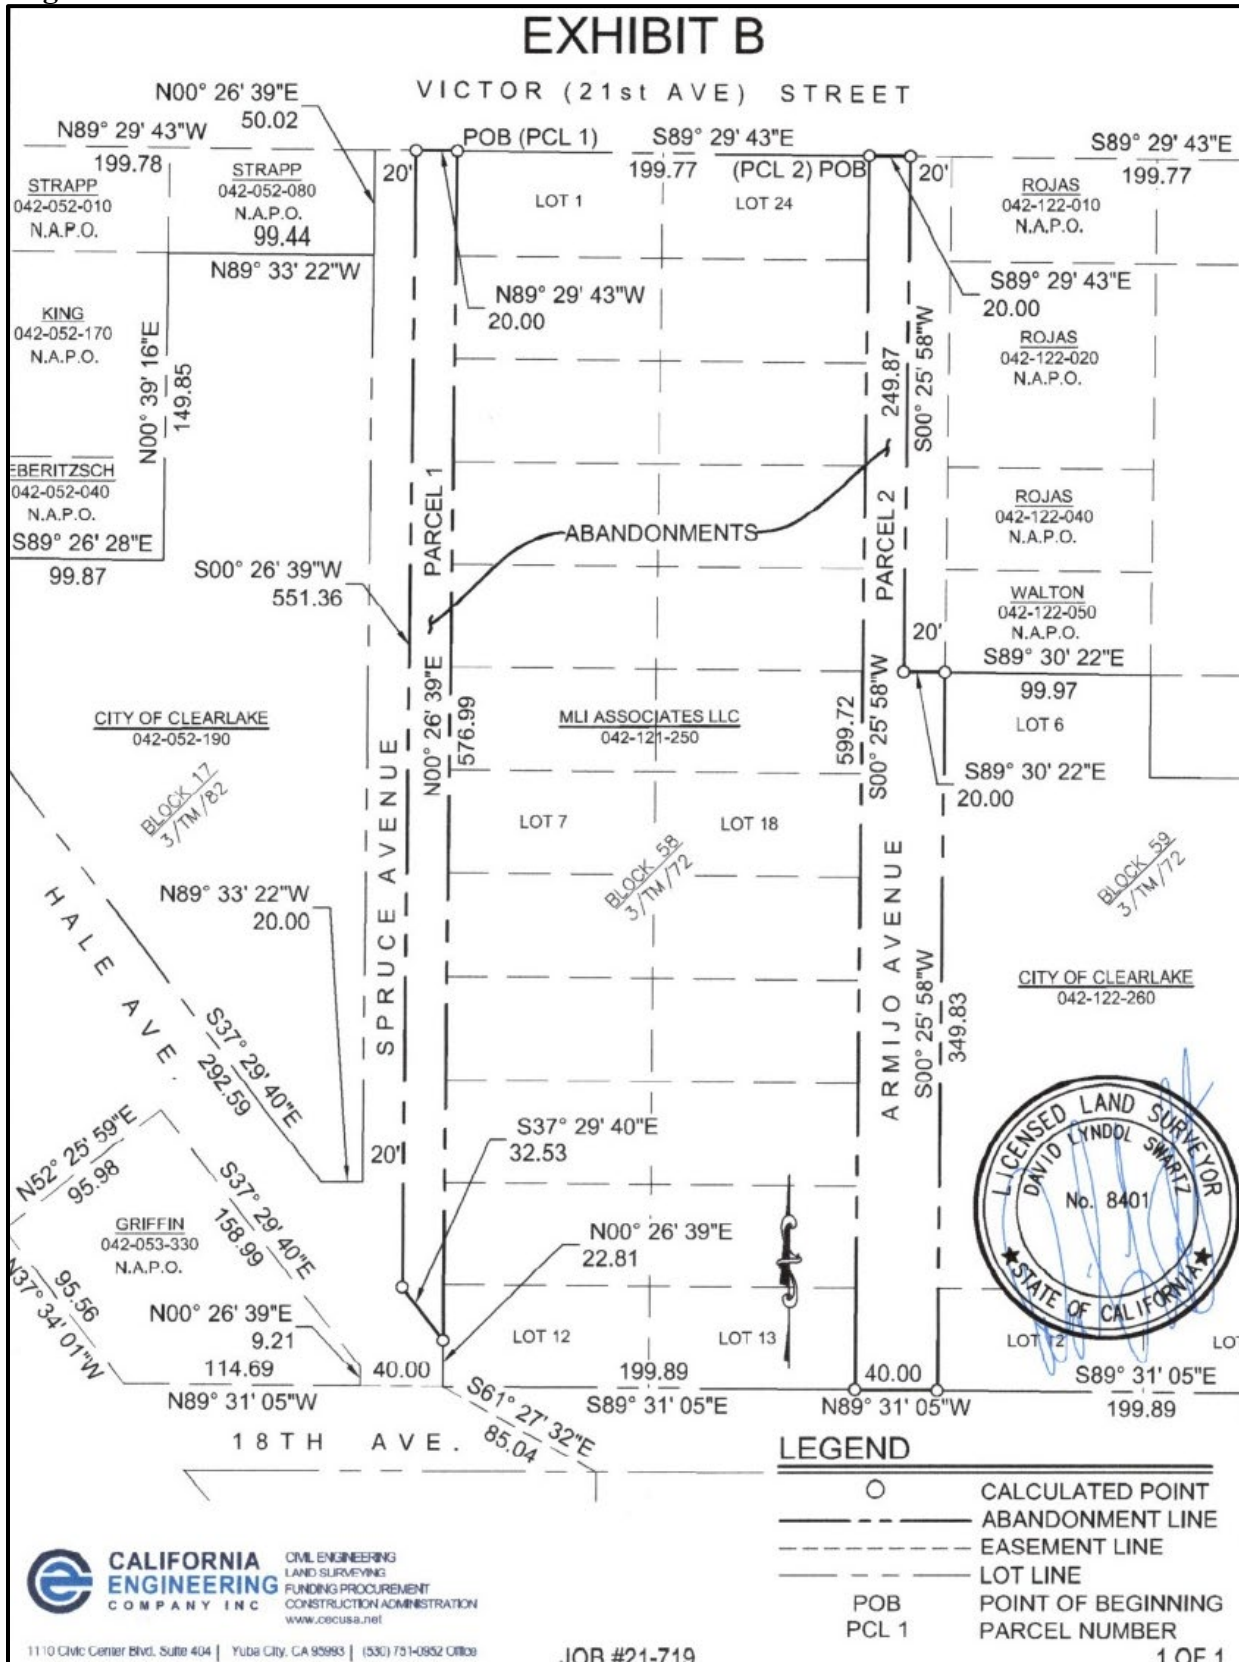 EXHIBIT B
VICTOR (21st AVE) STREET
N00° 26' 39"E
50.02
N89° 29' 43"W
199.78
POB (PCL 1)
S89° 29' 43"E
199.77
(PCL 2) POB
S89° 29' 43"E
199.77
20'
20'
STRAPP
042-052-010
N.A.P.O.
STRAPP
042-052-080
N.A.P.O.
99.44
N89° 33' 22"W
LOT 1
LOT 24
ROJAS
042-122-010
N.A.P.O.
N89° 29' 43"W
20.00
S89° 29' 43"E
20.00
KING
042-052-170
N.A.P.O.
N00° 39' 16"E
149.85
249.87
S00° 25' 58"W
ROJAS
042-122-020
N.A.P.O.
EBERITZSCH
042-052-040
N.A.P.O.
S89° 26' 28"E
99.87
PARCEL 1
ABANDONMENTS
PARCEL 2
ROJAS
042-122-040
N.A.P.O.
S00° 26' 39"W
551.36
WALTON
042-122-050
N.A.P.O.
20'
S89° 30' 22"E
99.97
LOT 6
CITY OF CLEARLAKE
042-052-190
N00° 26' 39"E
576.99
MLI ASSOCIATES LLC
042-121-250
599.72
S00° 25' 58"W
S89° 30' 22"E
20.00
BLOCK 17
3/TM/82
LOT 7
LOT 18
BLOCK 58
3/TM/72
BLOCK 59
3/TM/72
HALE AVE.
N89° 33' 22"W
20.00
SPRUCE AVENUE
ARMIJO AVENUE
S00° 25' 58"W
349.83
CITY OF CLEARLAKE
042-122-260
S37° 29' 40"E
292.59
20'
S37° 29' 40"E
32.53
N52° 25' 59"E
95.98
S37° 29' 40"E
158.99
GRIFFIN
042-053-330
N.A.P.O.
N00° 26' 39"E
22.81
LICENSED LAND SURVEYOR
DAVID LYNDOL SWARTZ
No. 8401
STATE OF CALIFORNIA
95.56
N37° 34' 01"W
N00° 26' 39"E
9.21
114.69
N89° 31' 05"W
40.00
LOT 12
LOT 13
199.89
S89° 31' 05"E
40.00
N89° 31' 05"W
LOT 12
LO
S89° 31' 05"E
199.89
S61° 27' 32"E
85.04
18TH AVE.
LEGEND
CALCULATED POINT
ABANDONMENT LINE
EASEMENT LINE
LOT LINE
POB POINT OF BEGINNING
PCL 1 PARCEL NUMBER
CALIFORNIA
ENGINEERING
COMPANY INC
CIVIL ENGINEERING
LAND SURVEYING
FUNDING PROCUREMENT
CONSTRUCTION ADMINISTRATION
www.cecusa.net
1110 Civic Center Blvd, Suite 404 | Yuba City, CA 95993 | (530) 751-0952 Office
JOB #21-719
1 OF 1